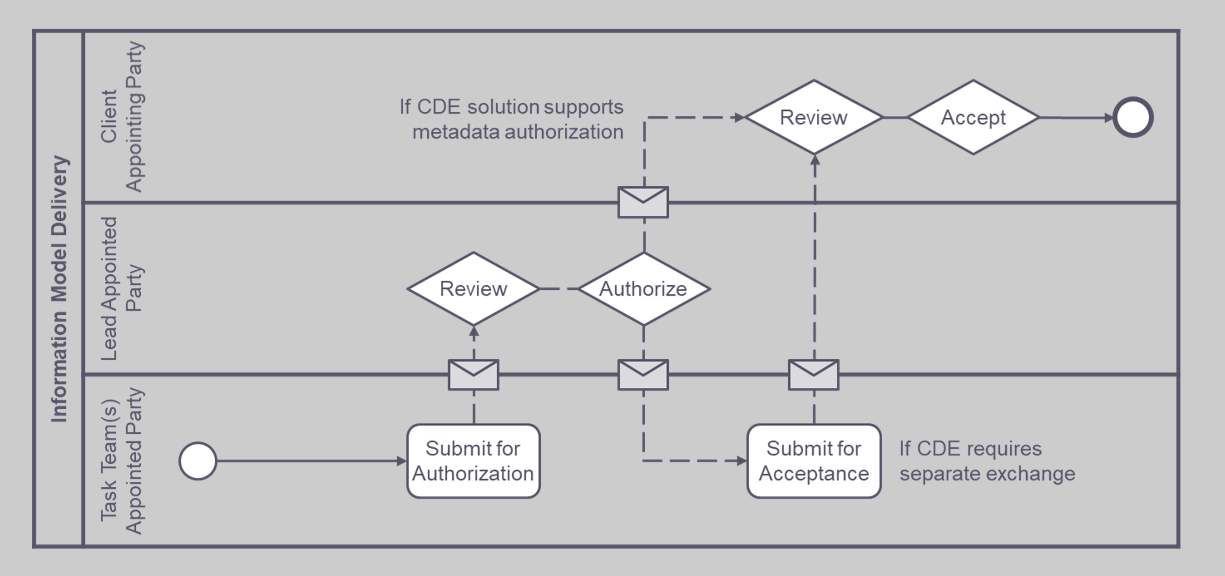 Information Model Delivery
Client
Appointing Party
If CDE solution supports
metadata authorization
Review
Accept
Lead Appointed
Party
Review
Authorize
Task Team(s)
Appointed Party
Submit for
Authorization
Submit for
Acceptance
If CDE requires
separate exchange